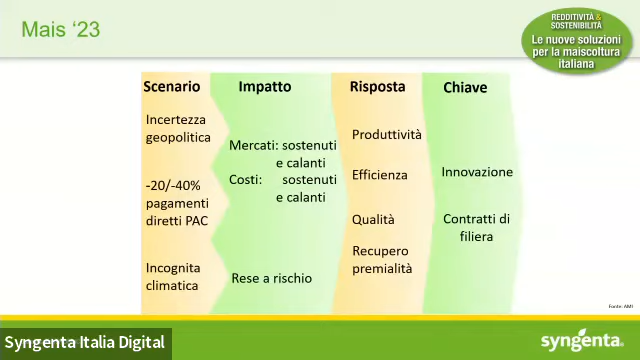 Mais ‘23
REDDITIVITÀ &
SOSTENIBILITÀ
Le nuove soluzioni
per la maiscoltura
italiana
Scenario
Incertezza
geopolitica
-20/-40%
pagamenti
diretti PAC
Incognita
climatica
Impatto
Mercati: sostenuti
e calanti
Costi: sostenuti
e calanti
Rese a rischio
Risposta
Produttività
Efficienza
Qualità
Recupero
premialità
Chiave
Innovazione
Contratti di
filiera
Fonte: AMI
Syngenta Italia Digital
syngenta